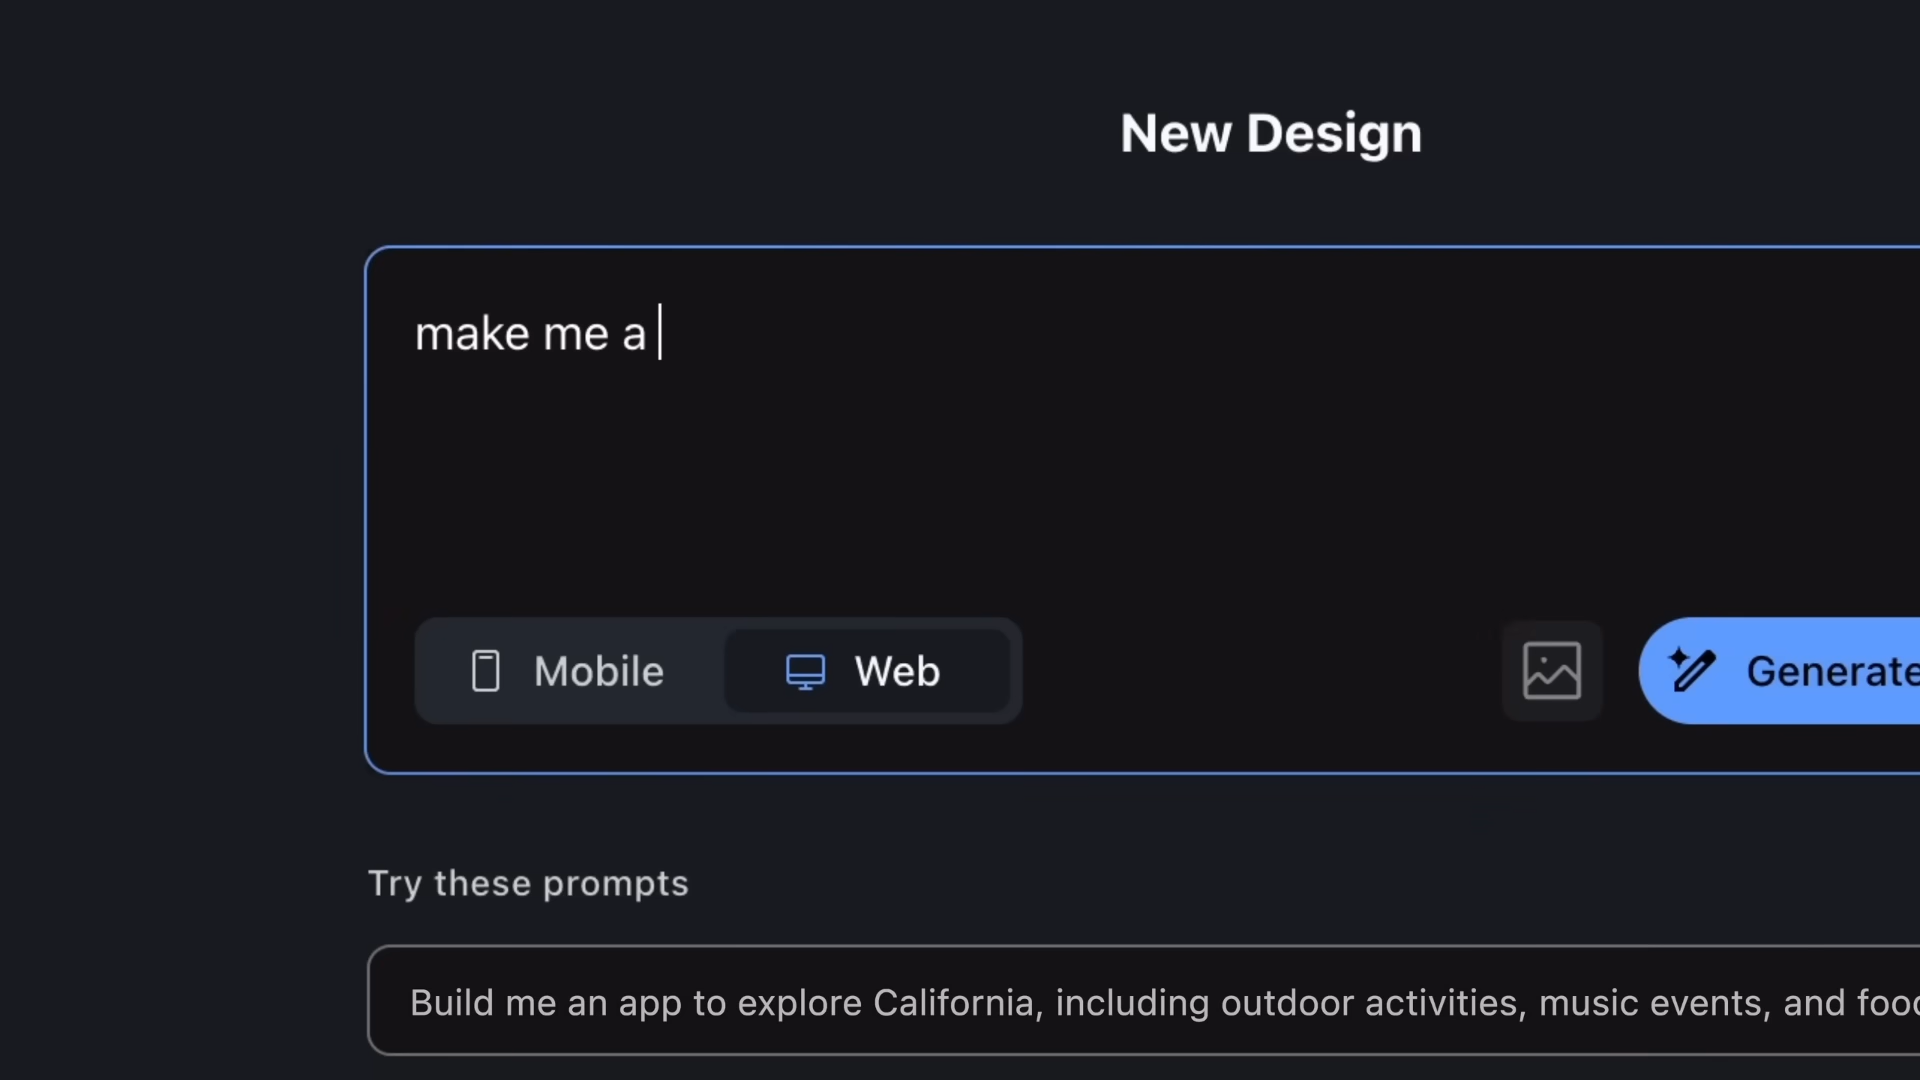 New Design
make me a
Mobile
Web
Generate
Try these prompts
Build me an app to explore California, including outdoor activities, music events, and